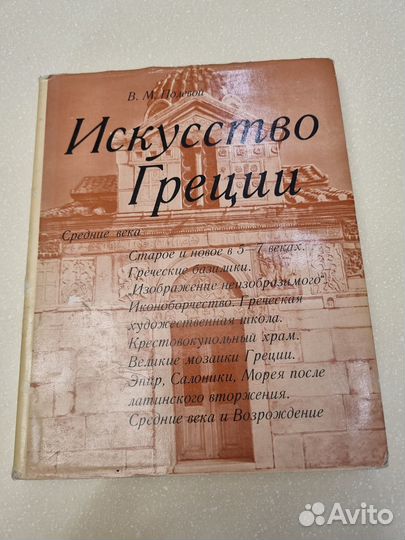 В. М. Полевой
Искусство
Греции
Средние века
Старое и новое в 5—7 веках.
Греческие базилики.
„Изображение неизобразимого“
Иконоборчество. Греческая
художественная школа.
Крестовокупольный храм.
Великие мозаики Греции.
Эпир, Салоники, Морея после
латинского вторжения.
Средние века и Возрождение
Avito